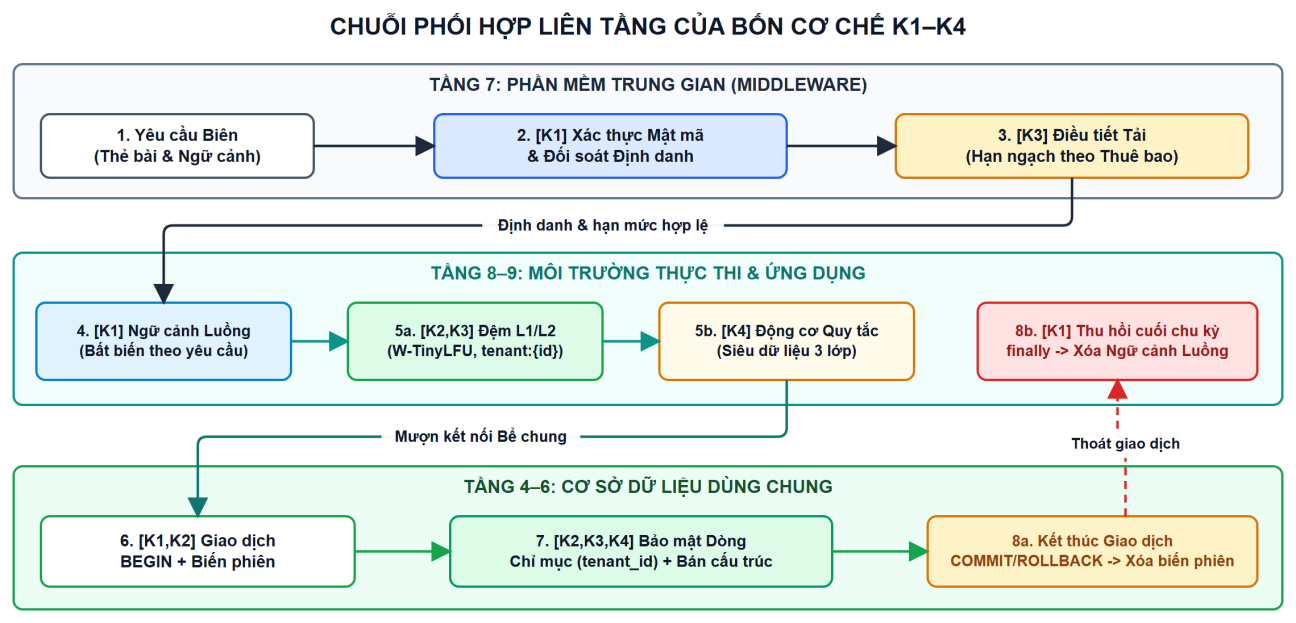 CHUỖI PHỐI HỢP LIÊN TẦNG CỦA BỐN CƠ CHẾ K1–K4
TẦNG 7: PHẦN MỀM TRUNG GIAN (MIDDLEWARE)
1. Yêu cầu Biên
(Thẻ bài & Ngữ cảnh)
2. [K1] Xác thực Mật mã
& Đối soát Định danh
3. [K3] Điều tiết Tải
(Hạn ngạch theo Thuê bao)
Định danh & hạn mức hợp lệ
TẦNG 8–9: MÔI TRƯỜNG THỰC THI & ỨNG DỤNG
4. [K1] Ngữ cảnh Luồng
(Bất biến theo yêu cầu)
5a. [K2,K3] Đệm L1/L2
(W-TinyLFU, tenant:{id})
5b. [K4] Động cơ Quy tắc
(Siêu dữ liệu 3 lớp)
8b. [K1] Thu hồi cuối chu kỳ
finally -> Xóa Ngữ cảnh Luồng
Mượn kết nối Bể chung
Thoát giao dịch
TẦNG 4–6: CƠ SỞ DỮ LIỆU DÙNG CHUNG
6. [K1,K2] Giao dịch
BEGIN + Biến phiên
7. [K2,K3,K4] Bảo mật Dòng
Chỉ mục (tenant_id) + Bán cấu trúc
8a. Kết thúc Giao dịch
COMMIT/ROLLBACK -> Xóa biến phiên